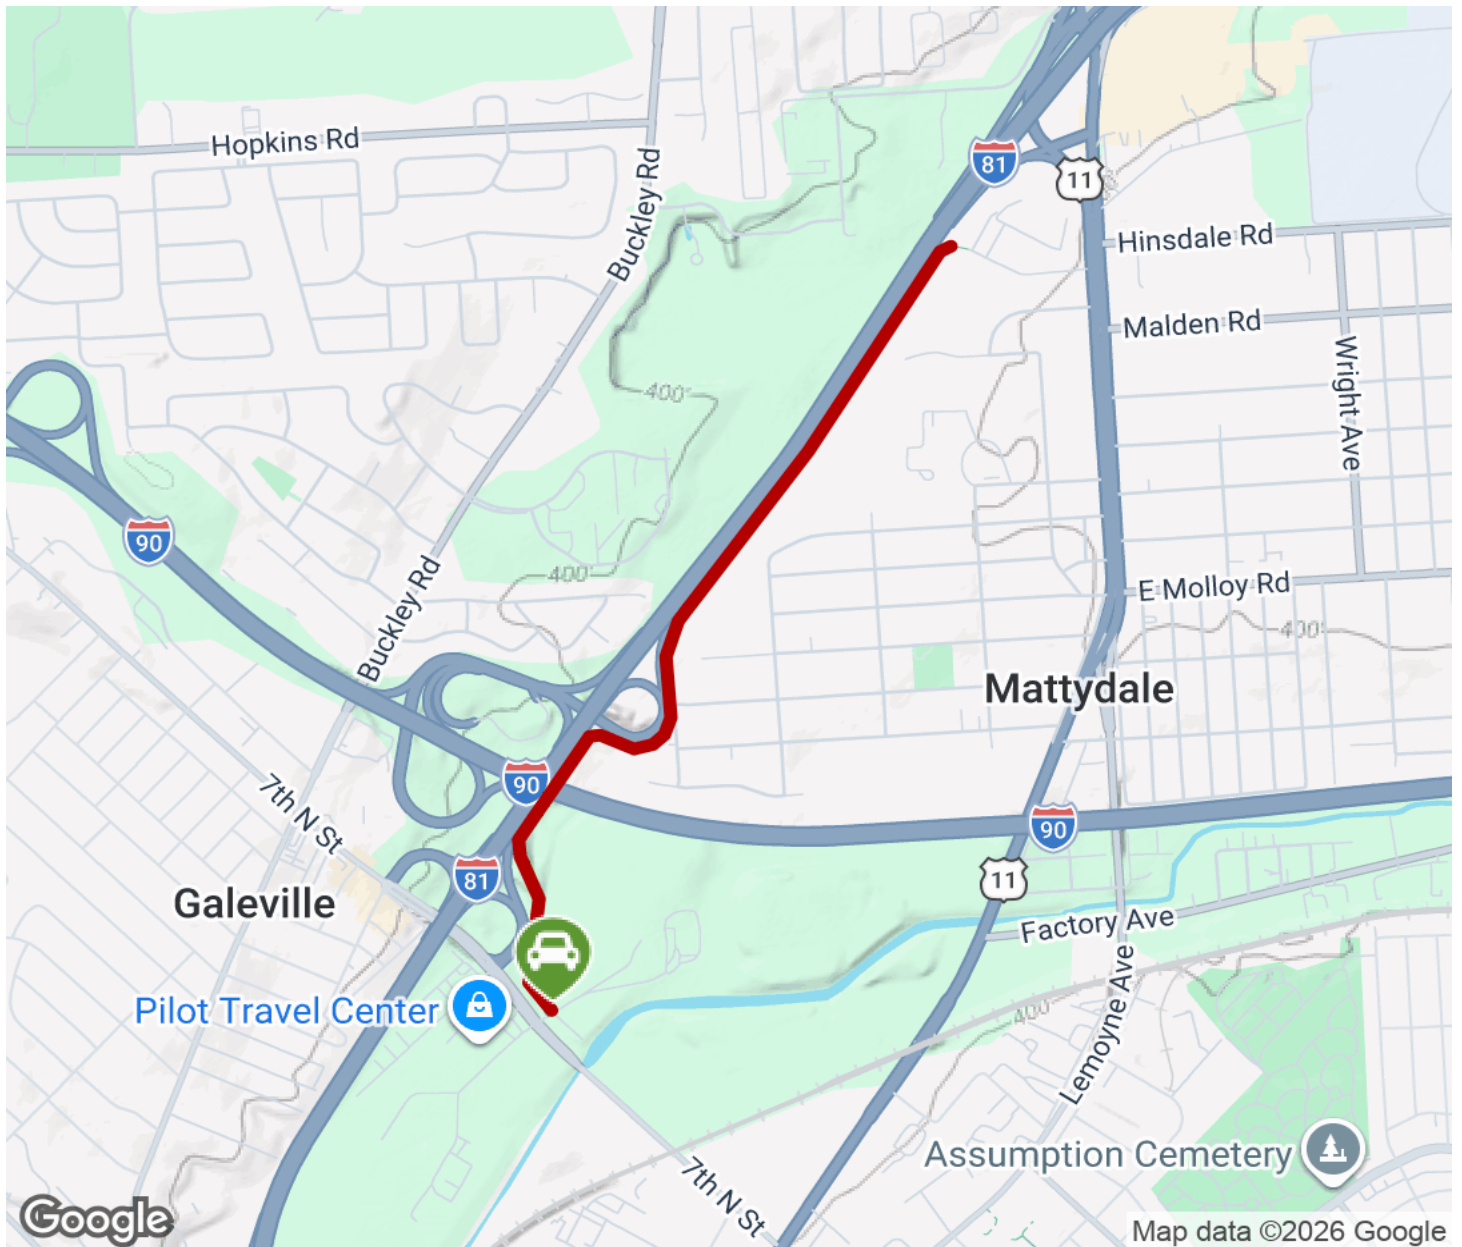 Hopkins Rd
Buckley Rd
81
11
Hinsdale Rd
Malden Rd
Wright Ave
400'
90
400'
E Molloy Rd
400'
Buckley Rd
Mattydale
90
7th N St
90
81
11
Galeville
Factory Ave
Pilot Travel Center
400
Lemoyne Ave
Assumption Cemetery
7th N St
Google
Map data ©2026 Google